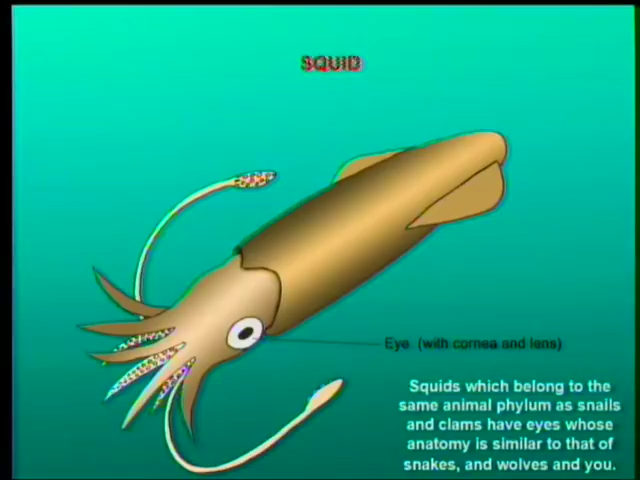 SQUID
Eye (with cornea and lens)
Squids which belong to the
same animal phylum as snails
and clams have eyes whose
anatomy is similar to that of
snakes, and wolves and you.